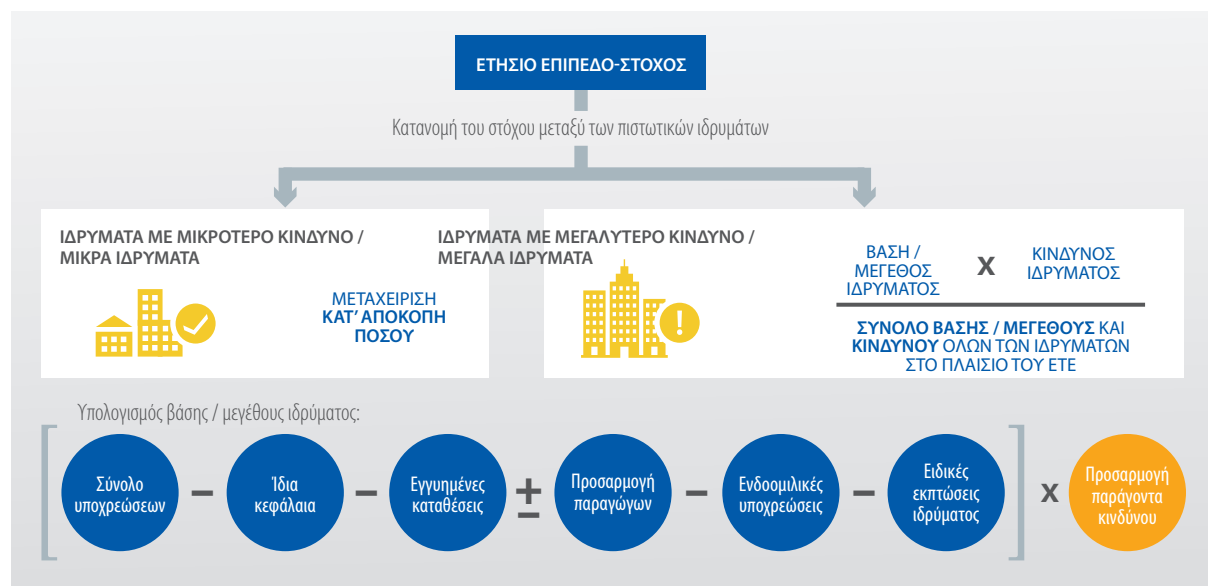 ΕΤΗΣΙΟ ΕΠΙΠΕΔΟ-ΣΤΟΧΟΣ
Κατανομή του στόχου μεταξύ των πιστωτικών ιδρυμάτων
ΙΔΡΥΜΑΤΑ ΜΕ ΜΙΚΡΟΤΕΡΟ ΚΙΝΔΥΝΟ /
ΜΙΚΡΑ ΙΔΡΥΜΑΤΑ
ΜΕΤΑΧΕΙΡΙΣΗ
ΚΑΤ’ ΑΠΟΚΟΠΗ
ΠΟΣΟΥ
ΙΔΡΥΜΑΤΑ ΜΕ ΜΕΓΑΛΥΤΕΡΟ ΚΙΝΔΥΝΟ /
ΜΕΓΑΛΑ ΙΔΡΥΜΑΤΑ
!
ΒΑΣΗ /
ΜΕΓΕΘΟΣ
ΙΔΡΥΜΑΤΟΣ
X
ΚΙΝΔΥΝΟΣ
ΙΔΡΥΜΑΤΟΣ
ΣΥΝΟΛΟ ΒΑΣΗΣ / ΜΕΓΕΘΟΥΣ ΚΑΙ
ΚΙΝΔΥΝΟΥ ΟΛΩΝ ΤΩΝ ΙΔΡΥΜΑΤΩΝ
ΣΤΟ ΠΛΑΙΣΙΟ ΤΟΥ ΕΤΕ
Υπολογισμός βάσης / μεγέθους ιδρύματος:
[
Σύνολο
υποχρεώσεων
–
Ίδια
κεφάλαια
–
Εγγυημένες
καταθέσεις
±
Προσαρμογή
παραγώγων
–
Ενδοομιλικές
υποχρεώσεις
–
Ειδικές
εκπτώσεις
ιδρύματος
]
x
Προσαρμογή
παράγοντα
κινδύνου